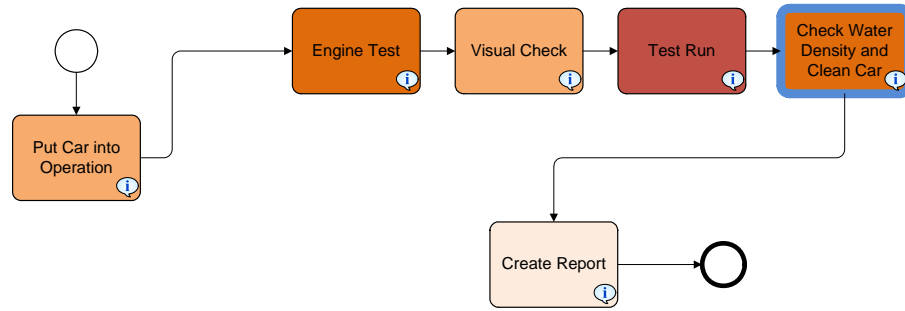 Engine Test
Visual Check
Test Run
Check Water
Density and
Clean Car
Put Car into
Operation
Create Report
i
i
i
i
i
i